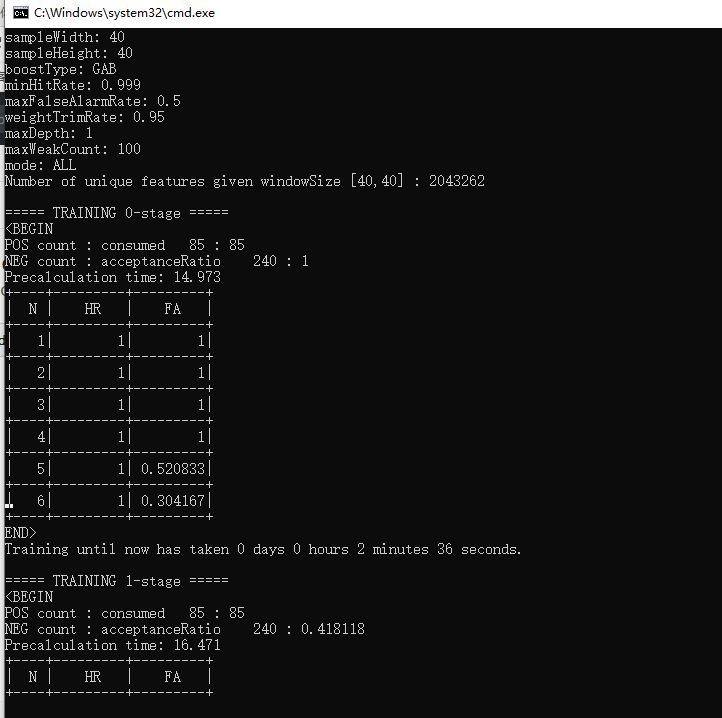 C:\Windows\system32\cmd.exe
sampleWidth: 40
sampleHeight: 40
boostType: GAB
minHitRate: 0.999
maxFalseAlarmRate: 0.5
weightTrimRate: 0.95
maxDepth: 1
maxWeakCount: 100
mode: ALL
Number of unique features given windowSize [40,40] : 2043262
===== TRAINING 0-stage =====
<BEGIN
POS count : consumed   85 : 85
NEG count : acceptanceRatio    240 : 1
Precalculation time: 14.973
+----+---------+---------+
|  N |    HR   |    FA   |
+----+---------+---------+
|   1|        1|        1|
+----+---------+---------+
|   2|        1|        1|
+----+---------+---------+
|   3|        1|        1|
+----+---------+---------+
|   4|        1|        1|
+----+---------+---------+
|   5|        1| 0.520833|
+----+---------+---------+
|   6|        1| 0.304167|
+----+---------+---------+
END>
Training until now has taken 0 days 0 hours 2 minutes 36 seconds.
===== TRAINING 1-stage =====
<BEGIN
POS count : consumed   85 : 85
NEG count : acceptanceRatio    240 : 0.418118
Precalculation time: 16.471
+----+---------+---------+
|  N |    HR   |    FA   |
+----+---------+---------+